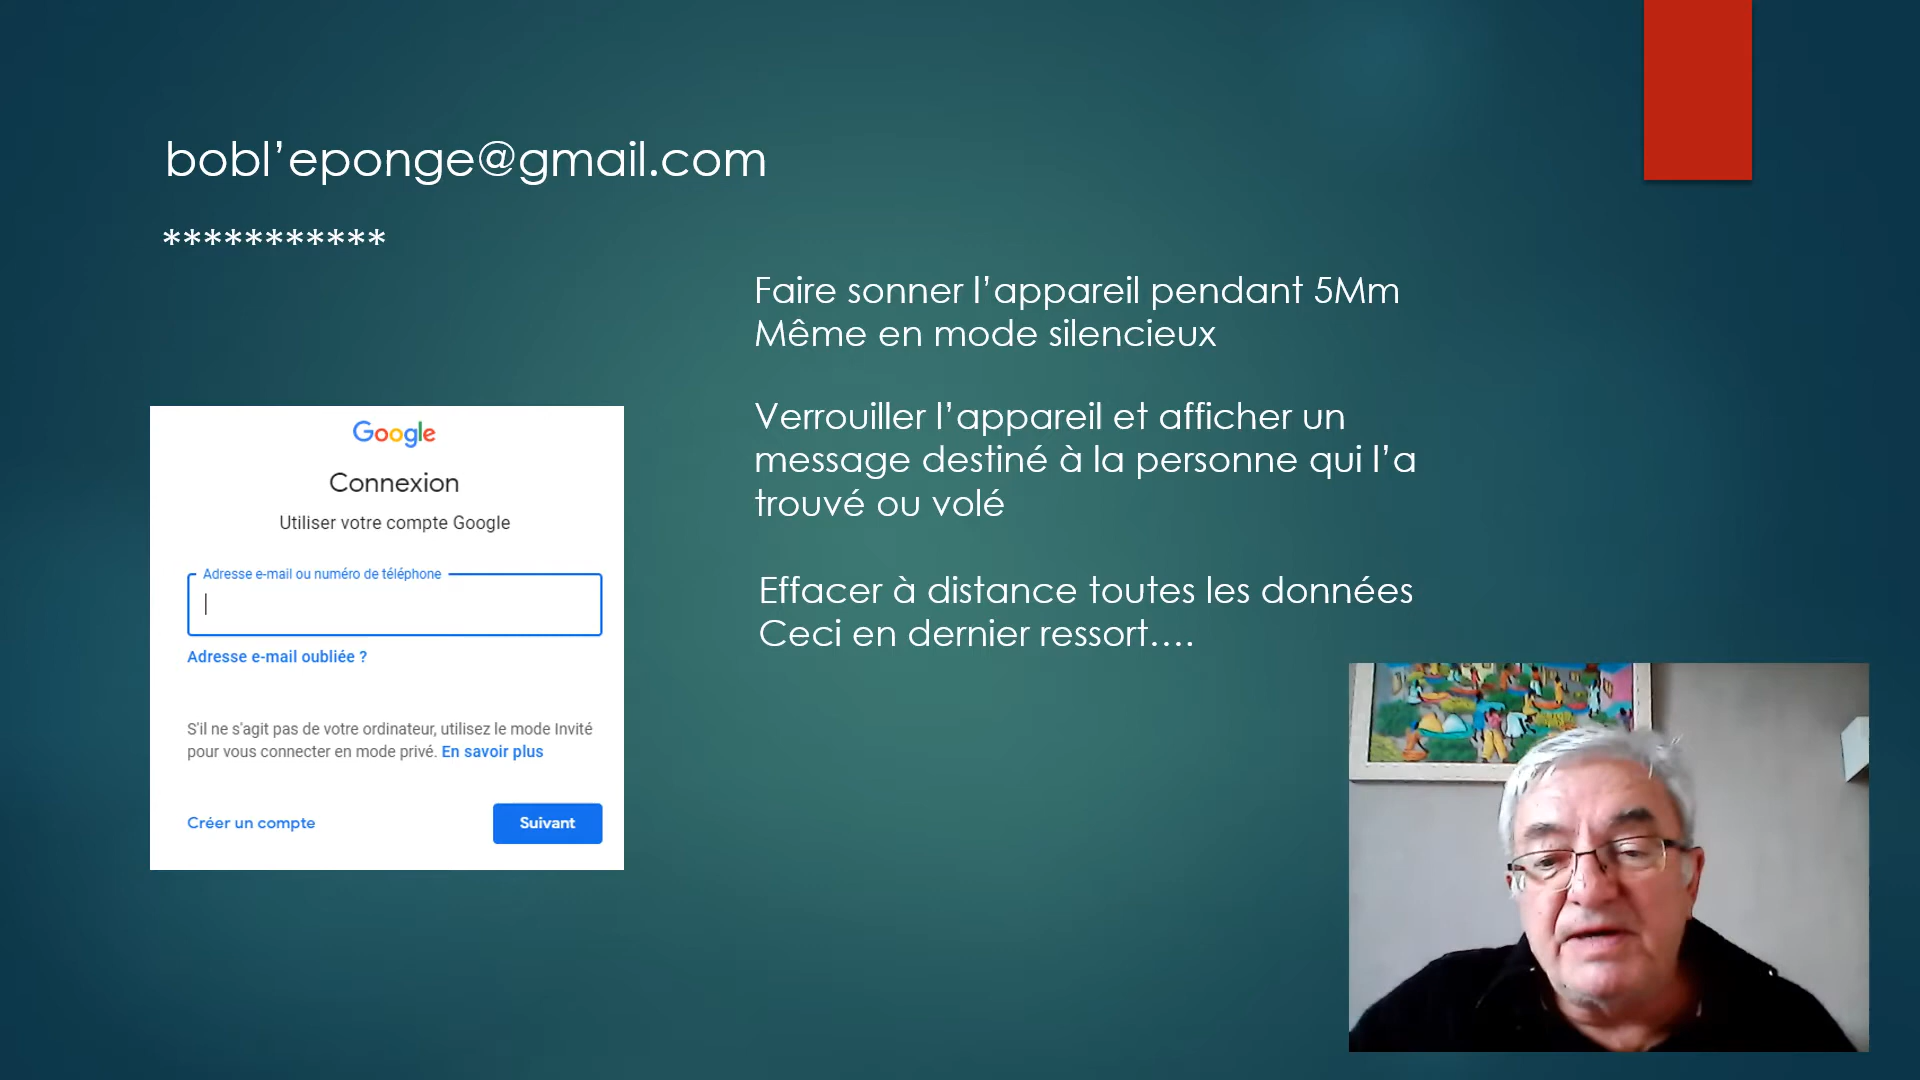 bobl’eponge@gmail.com
***********
Faire sonner l’appareil pendant 5Mm
Même en mode silencieux
Verrouiller l’appareil et afficher un
message destiné à la personne qui l’a
trouvé ou volé
Effacer à distance toutes les données
Ceci en dernier ressort....
Google
Connexion
Utiliser votre compte Google
Adresse e-mail ou numéro de téléphone
Adresse e-mail oubliée ?
S'il ne s'agit pas de votre ordinateur, utilisez le mode Invité
pour vous connecter en mode privé. En savoir plus
Créer un compte
Suivant